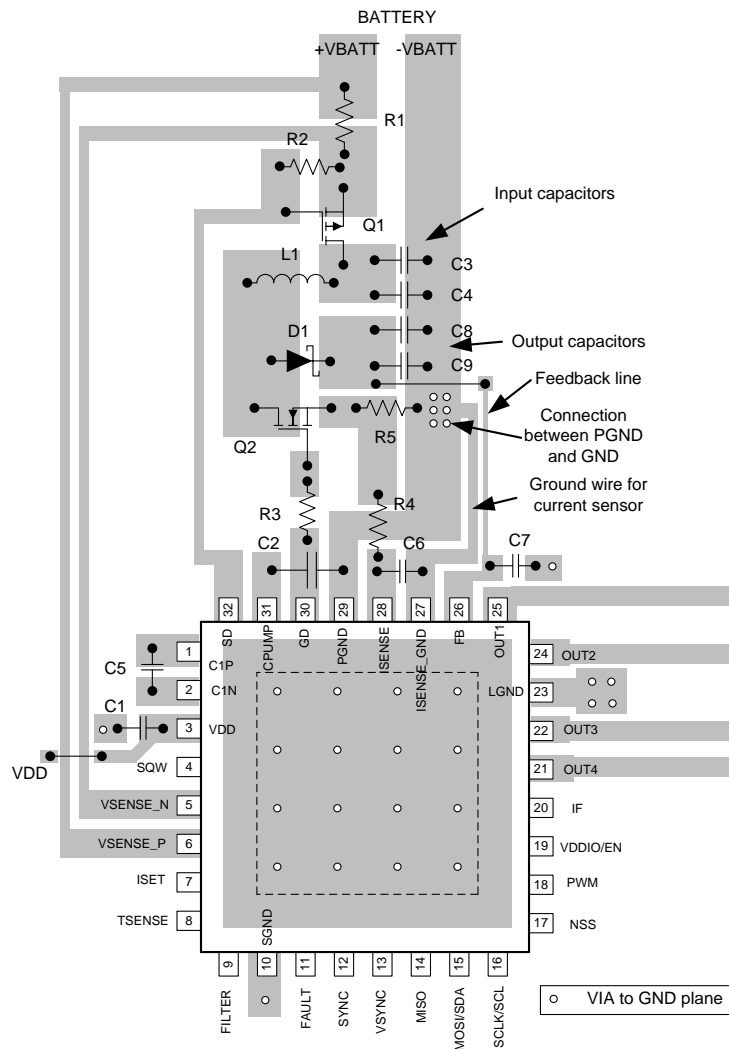 BATTERY
+VBATT -VBATT
R1
R2
Input capacitors
Q1
L1
C3
C4
D1
C8
Output capacitors
C9
Feedback line
Connection
between PGND
and GND
R5
Q2
Ground wire for
current sensor
R4
R3
C2
C6
C7
32 31 30 29 28 27 26 25
SD CPUMP GD PGND ISENSE ISENSE_GND FB OUT1
1 C1P
C5
2 C1N
C1
3 VDD
VDD
SQW 4
VSENSE_N 5
VSENSE_P 6
ISET 7
TSENSE 8
24 OUT2
LGND 23
22 OUT3
21 OUT4
20 IF
19 VDDIO/EN
18 PWM
17 NSS
SGND
9 10 11 12 13 14 15 16
FILTER FAULT SYNC VSYNC MISO MOSI/SDA SCLK/SCL
VIA to GND plane